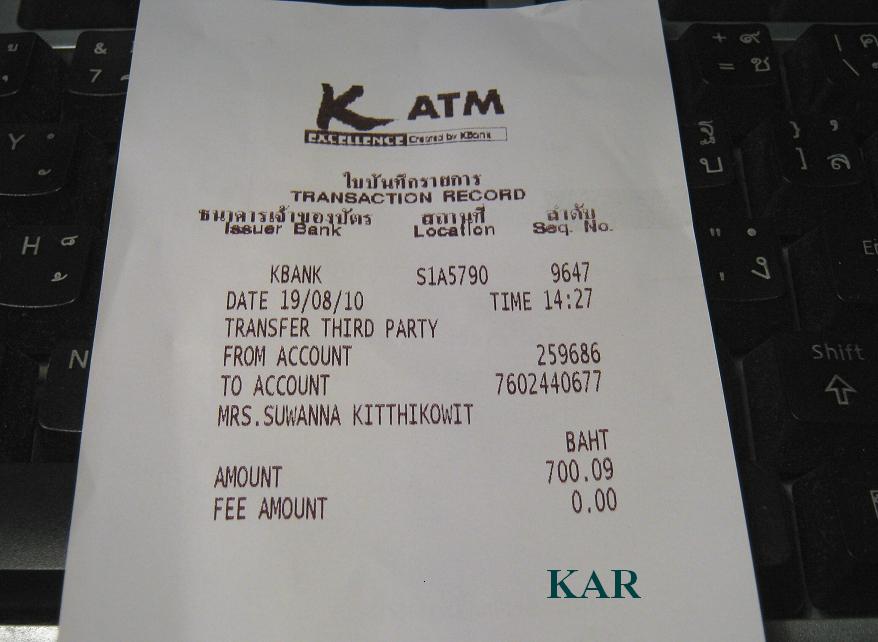 K ATM
EXCELLENCE Created by KBank
ใบบันทึกรายการ
TRANSACTION RECORD
ธนาคารเจ้าของบัตร สถานที่ ลำดับ
Issuer Bank Location Seq. No.
KBANK S1A5790 9647
DATE 19/08/10 TIME 14:27
TRANSFER THIRD PARTY
FROM ACCOUNT 259686
TO ACCOUNT 7602440677
MRS.SUWANNA KITTHIKOWIT
BAHT
AMOUNT 700.09
FEE AMOUNT 0.00
KAR
& 7
Y
H
N
+ ๗ = ช
Shift